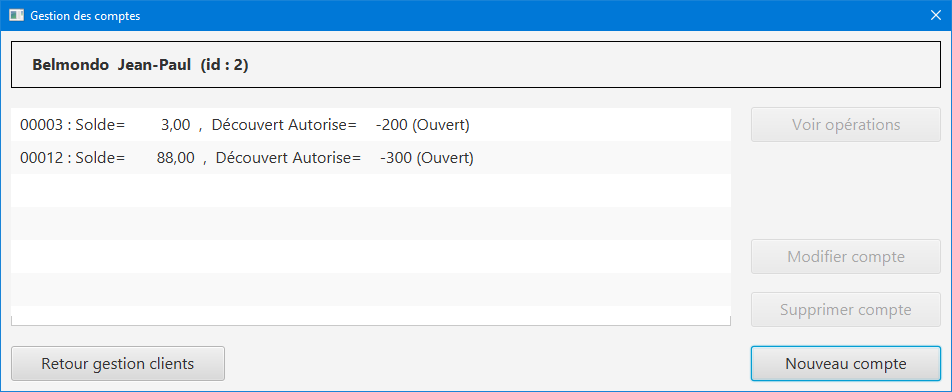 Gestion des comptes
Belmondo Jean-Paul (id : 2)
00003 : Solde= 3,00 , Découvert Autorise= -200 (Ouvert)
00012 : Solde= 88,00 , Découvert Autorise= -300 (Ouvert)
Voir opérations
Modifier compte
Supprimer compte
Retour gestion clients
Nouveau compte